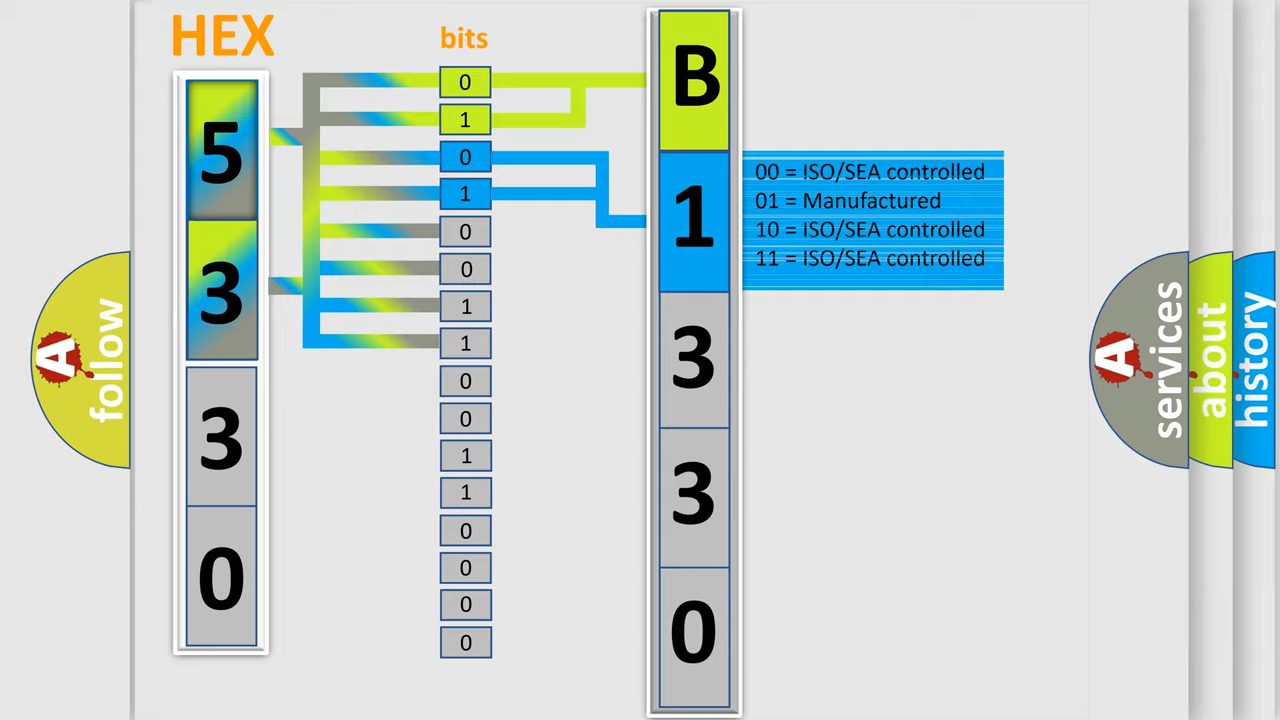 HEX
bits
5
3
3
0
0
1
0
1
0
0
1
1
0
0
1
1
0
0
0
0
B
1
3
3
0
00 = ISO/SEA controlled
01 = Manufactured
10 = ISO/SEA controlled
11 = ISO/SEA controlled
A
follow
A
services
about
history